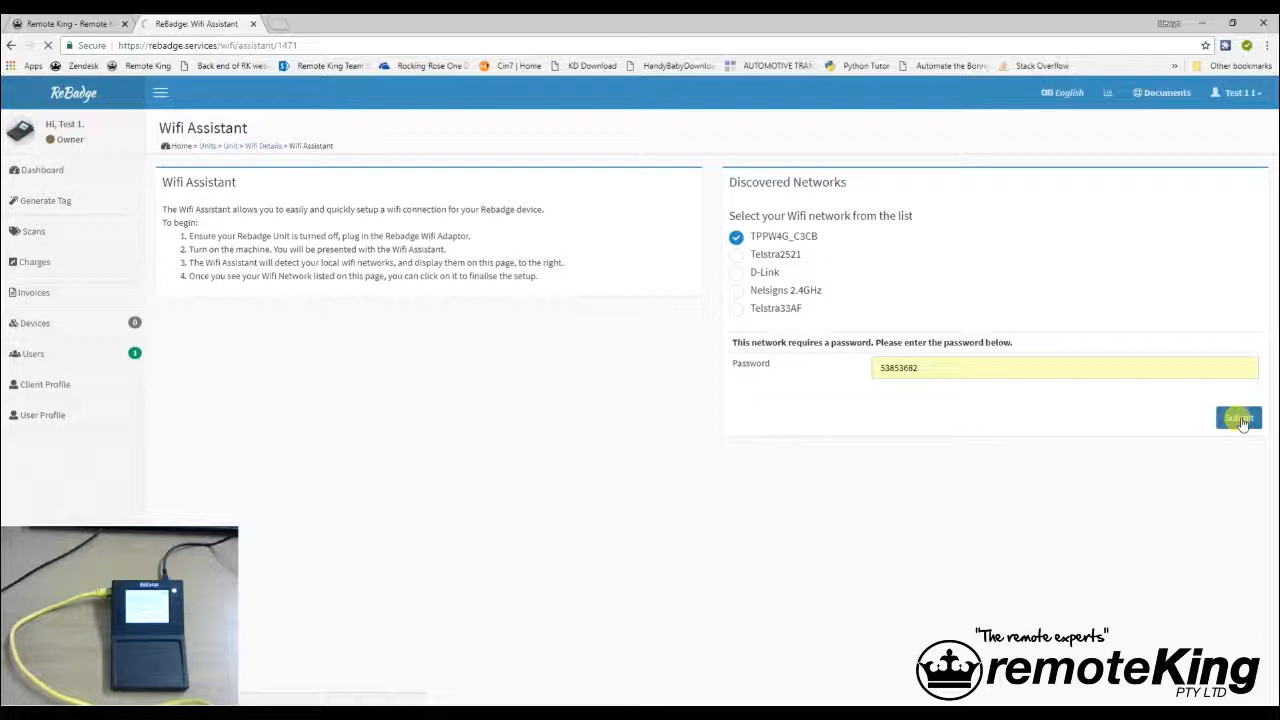 Remote King - Remote K
ReBadge: Wifi Assistant
Secure
https://rebadge.services/wifi/assistant/1471
Apps
Zendesk
Remote King
Back end of RK we
Remote King Team
Rocking Rose One D
Cin7 | Home
KD Download
HandyBabyDownlo
AUTOMOTIVE TRA
Python Tutor
Automate the Borin
Stack Overflow
»
Other bookmarks
ReBadge
English
Documents
Test 1 1
Hi, Test 1.
Owner
Wifi Assistant
Home > Units > Unit > Wifi Details > Wifi Assistant
Dashboard
Generate Tag
Scans
Charges
Invoices
Devices 0
Users 1
Client Profile
User Profile
Wifi Assistant
The Wifi Assistant allows you to easily and quickly setup a wifi connection for your Rebadge device.
To begin:
1. Ensure your Rebadge Unit is turned off, plug in the Rebadge Wifi Adaptor.
2. Turn on the machine. You will be presented with the Wifi Assistant.
3. The Wifi Assistant will detect your local wifi networks, and display them on this page, to the right.
4. Once you see your Wifi Network listed on this page, you can click on it to finalise the setup.
Discovered Networks
Select your Wifi network from the list
TPPW4G_C3CB
Telstra2521
D-Link
Nelsigns 2.4GHz
Telstra33AF
This network requires a password. Please enter the password below.
Password 53853682
Submit
ReBadge
"The remote experts"
remoteKing
PTY LTD